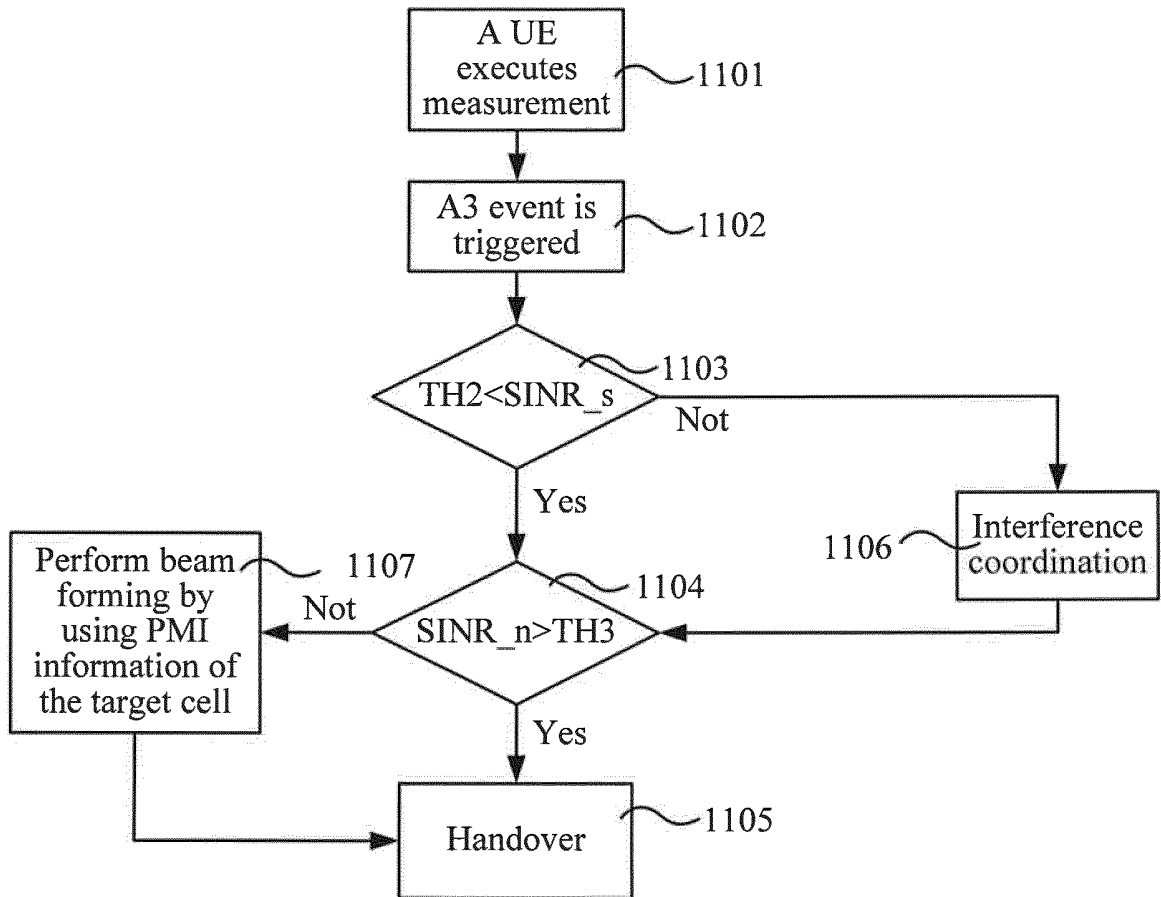 A UE
executes
measurement
1101
A3 event is
triggered
1102
1103
TH2<SINR_s
Not
Yes
Interference
coordination
1106
Perform beam
forming by
using PMI
information of
the target cell
1107
Not
1104
SINR_n>TH3
Yes
Handover
1105